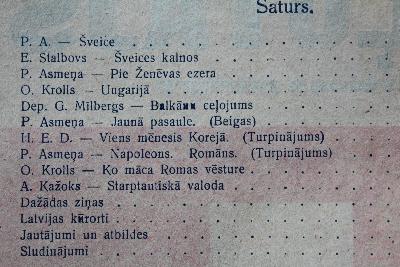 Saturs.
P. A. — Šveice . . . . . . . . . . . .
E. Stalbovs — Šveices kalnos . . . . . . . .
P. Asmeņa — Pie Ženēvas ezera . . . . . . .
O. Krolls — Ungarijā . . . . . . . . . .
Dep. G. Milbergs — Balkānu ceļojums . . . . .
P. Asmeņa — Jaunā pasaule. (Beigas) . . . . .
H. E. D. — Viens mēnesis Korejā. (Turpinājums) . .
P. Asmeņa — Napoleons. Romāns. (Turpinājums) . .
O. Krolls — Ko māca Romas vēsture . . . . . .
A. Kažoks — Starptautiskā valoda . . . . . . .
Dažādas ziņas . . . . . . . . . . . .
Latvijas kūrorti . . . . . . . . . . . .
Jautājumi un atbildes . . . . . . . . . .
Sludinājumi . . . . . . . . . . . . .